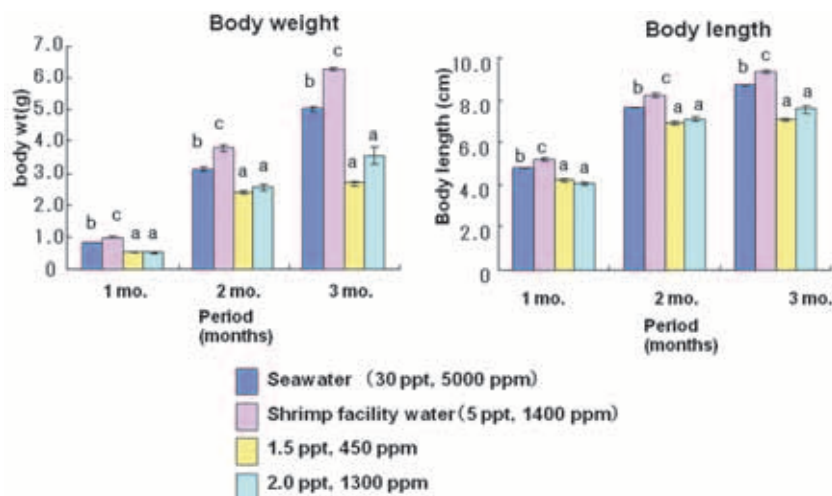 Body weight
7.0
6.0
5.0
4.0
3.0
2.0
1.0
0
body wt(g)
b c a a
b c a a
b c a a
1 mo. 2 mo. 3 mo.
Period
(months)
Body length
10.0
8.0
6.0
4.0
2.0
0
Body length (cm)
b c a a
b c a a
b c a a
1 mo. 2 mo. 3 mo.
Period
(months)
Seawater (30 ppt, 5000 ppm)
Shrimp facility water(5 ppt, 1400 ppm)
1.5 ppt, 450 ppm
2.0 ppt, 1300 ppm